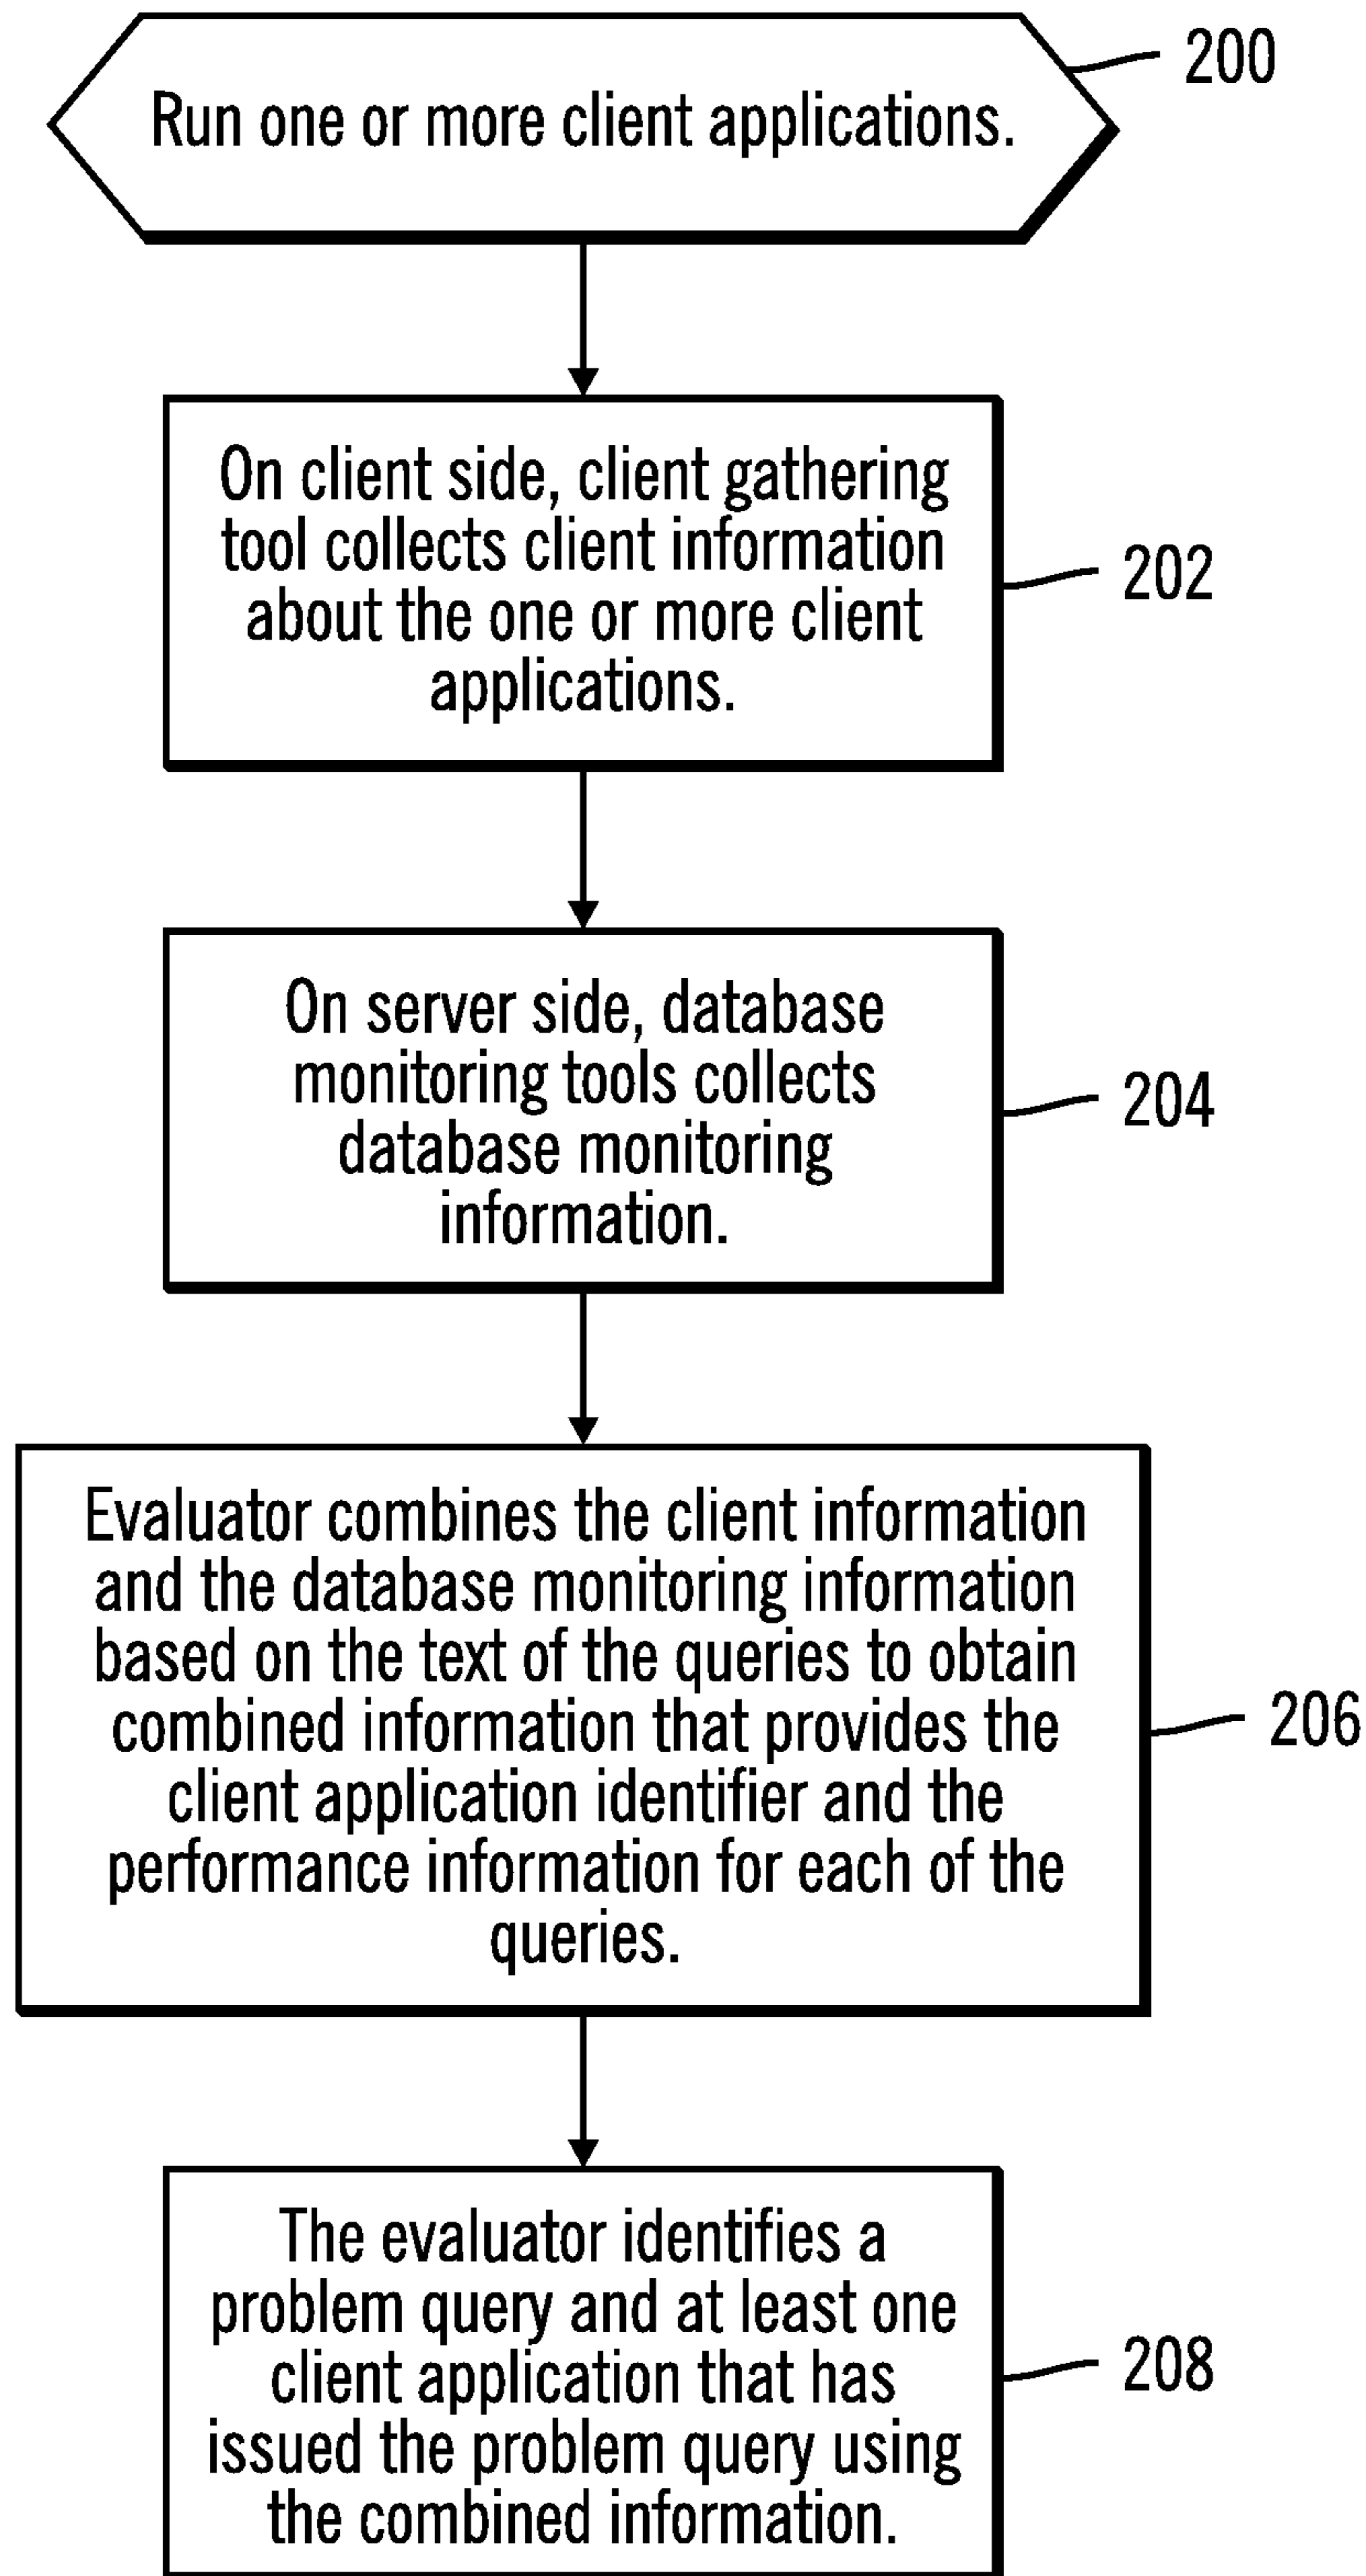 200
Run one or more client applications.
On client side, client gathering
tool collects client information
about the one or more client
applications.
202
On server side, database
monitoring tools collects
database monitoring
information.
204
Evaluator combines the client information
and the database monitoring information
based on the text of the queries to obtain
combined information that provides the
client application identifier and the
performance information for each of the
queries.
206
The evaluator identifies a
problem query and at least one
client application that has
issued the problem query using
the combined information.
208